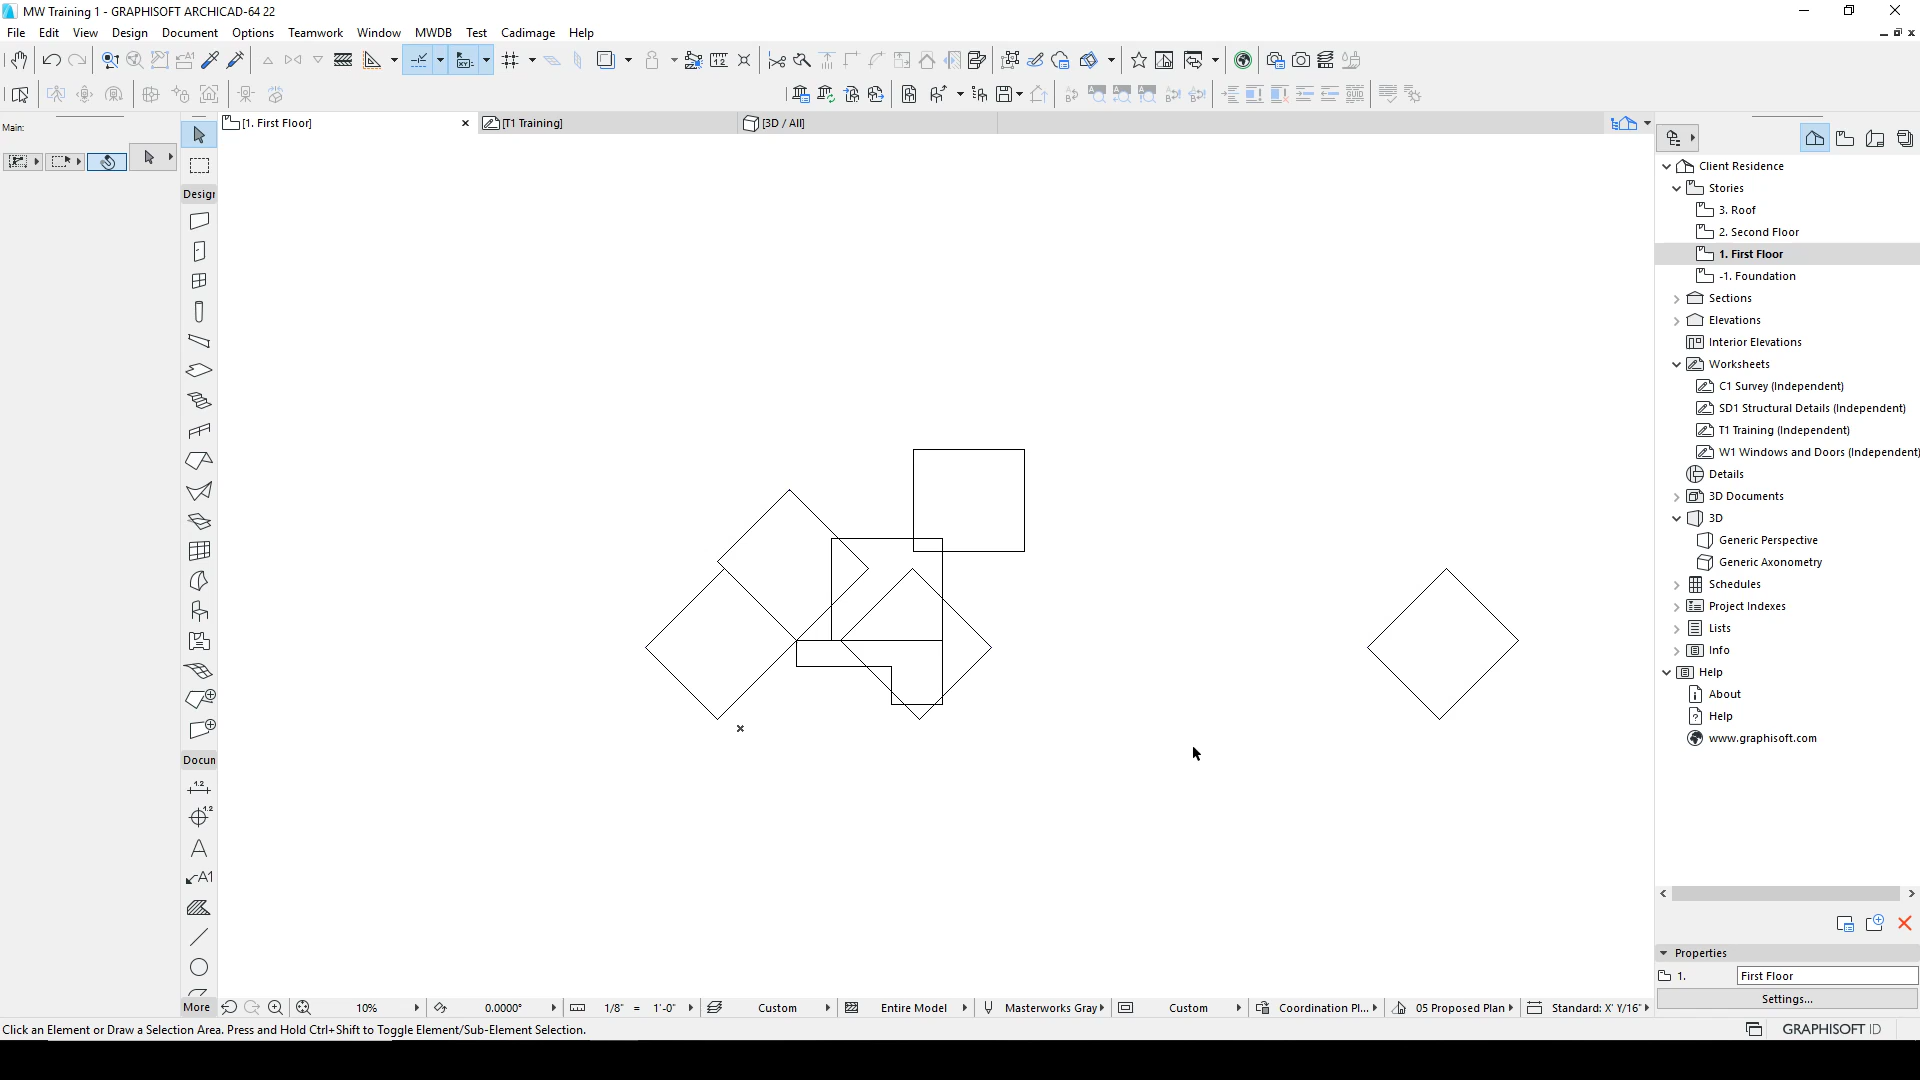 MW Training 1 - GRAPHISOFT ARCHICAD-64 22
File Edit View Design Document Options Teamwork Window MWDB Test Cadimage Help
Main:
[1. First Floor]
[T1 Training]
[3D / All]
Design
Docum
More
Client Residence
Stories
3. Roof
2. Second Floor
1. First Floor
-1. Foundation
Sections
Elevations
Interior Elevations
Worksheets
C1 Survey (Independent)
SD1 Structural Details (Independent)
T1 Training (Independent)
W1 Windows and Doors (Independent)
Details
3D Documents
3D
Generic Perspective
Generic Axonometry
Schedules
Project Indexes
Lists
Info
Help
About
Help
www.graphisoft.com
Properties
1. First Floor
Settings...
10% 0.0000° 1/8" = 1'-0" Custom Entire Model Masterworks Gray Custom Coordination Pl... 05 Proposed Plan Standard: X' Y/16"
Click an Element or Draw a Selection Area. Press and Hold Ctrl+Shift to Toggle Element/Sub-Element Selection.
GRAPHISOFT ID